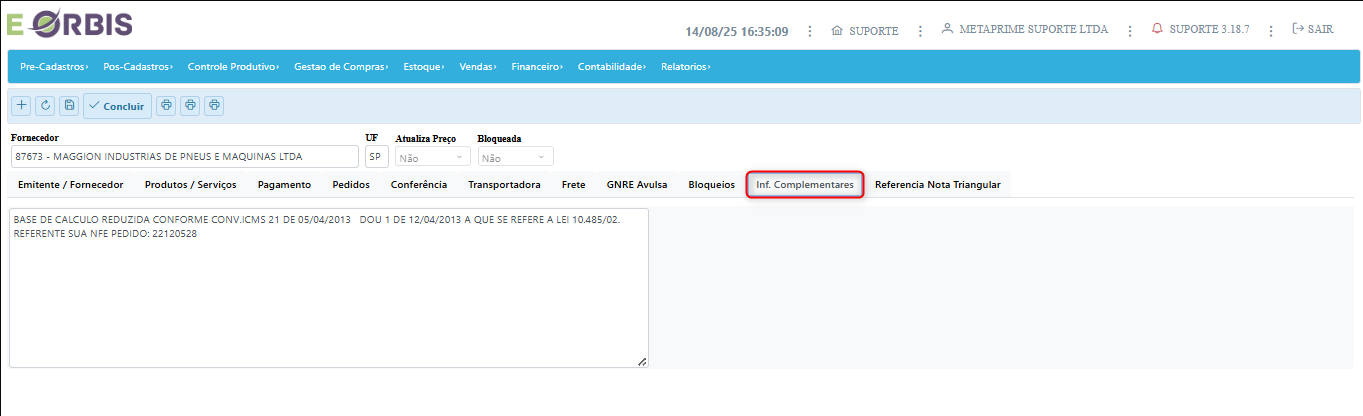 E ORBIS
14/08/25 16:35:09 SUPORTE METAPRIME SUPORTE LTDA SUPORTE 3.18.7 SAIR
Pre-Cadastros Pos-Cadastros Controle Produtivo Gestao de Compras Estoque Vendas Financeiro Contabilidade Relatorios
Concluir
Fornecedor UF Atualiza Preço Bloqueada
87673 - MAGGION INDUSTRIAS DE PNEUS E MAQUINAS LTDA SP Não Não
Emitente / Fornecedor Produtos / Serviços Pagamento Pedidos Conferência Transportadora Frete GNRE Avulsa Bloqueios Inf. Complementares Referencia Nota Triangular
BASE DE CALCULO REDUZIDA CONFORME CONV.ICMS 21 DE 05/04/2013 DOU 1 DE 12/04/2013 A QUE SE REFERE A LEI 10.485/02.
REFERENTE SUA NFE PEDIDO: 22120528